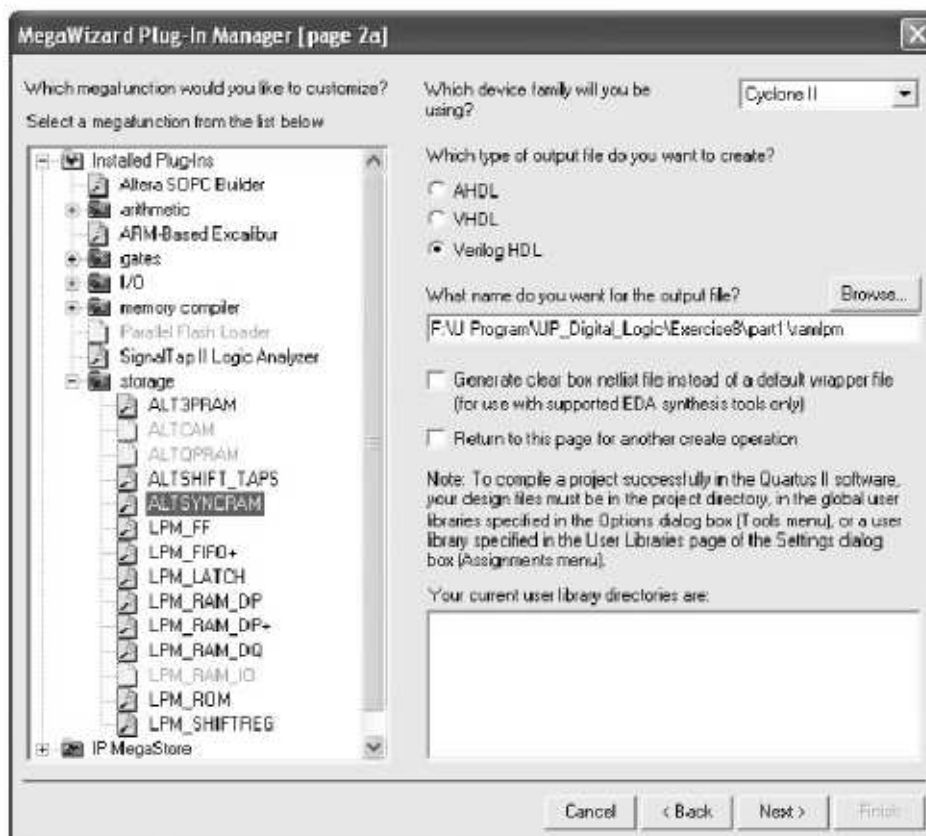 MegaWizard Plug-In Manager [page 2a]
Which megafunction would you like to customize?
Select a megafunction from the list below
Installed Plug-Ins
Altera SOPC Builder
arithmetic
ARM-Based Excalibur
gates
I/O
memory compiler
Parallel Flash Loader
SignalTap II Logic Analyzer
storage
ALT3PRAM
ALTCAM
ALTQPRAM
ALTSHIFT_TAPS
ALTSYNCRAM
LPM_FF
LPM_FIFO+
LPM_LATCH
LPM_RAM_DP
LPM_RAM_DP+
LPM_RAM_DQ
LPM_RAM_IO
LPM_ROM
LPM_SHIFTREG
IP MegaStore
Which device family will you be
using?
Cyclone II
Which type of output file do you want to create?
AHDL
VHDL
Verilog HDL
What name do you want for the output file?
Browse...
F:\U Program\UP_Digital_Logic\Exercise8\part1\ramlpm
Generate clear box netlist file instead of a default wrapper file
(for use with supported EDA synthesis tools only)
Return to this page for another create operation
Note: To compile a project successfully in the Quartus II software,
your design files must be in the project directory, in the global user
libraries specified in the Options dialog box (Tools menu), or a user
library specified in the User Libraries page of the Settings dialog
box (Assignments menu).
Your current user library directories are:
Cancel
< Back
Next >
Finish